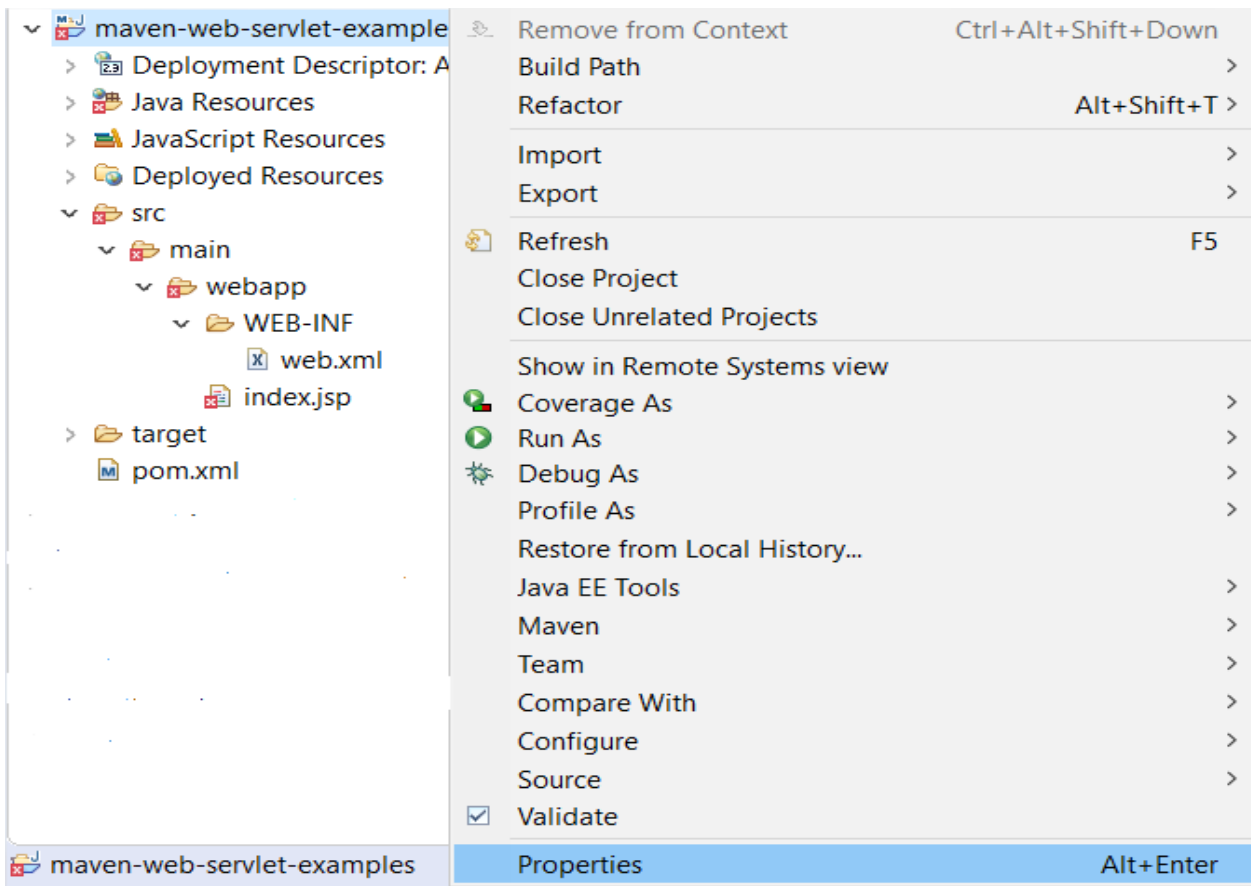 maven-web-servlet-example
Deployment Descriptor: A
2.3
Java Resources
JavaScript Resources
Deployed Resources
src
main
webapp
WEB-INF
web.xml
index.jsp
target
pom.xml
maven-web-servlet-examples
Remove from Context Ctrl+Alt+Shift+Down
Build Path
Refactor Alt+Shift+T
Import
Export
Refresh F5
Close Project
Close Unrelated Projects
Show in Remote Systems view
Coverage As
Run As
Debug As
Profile As
Restore from Local History...
Java EE Tools
Maven
Team
Compare With
Configure
Source
Validate
Properties Alt+Enter